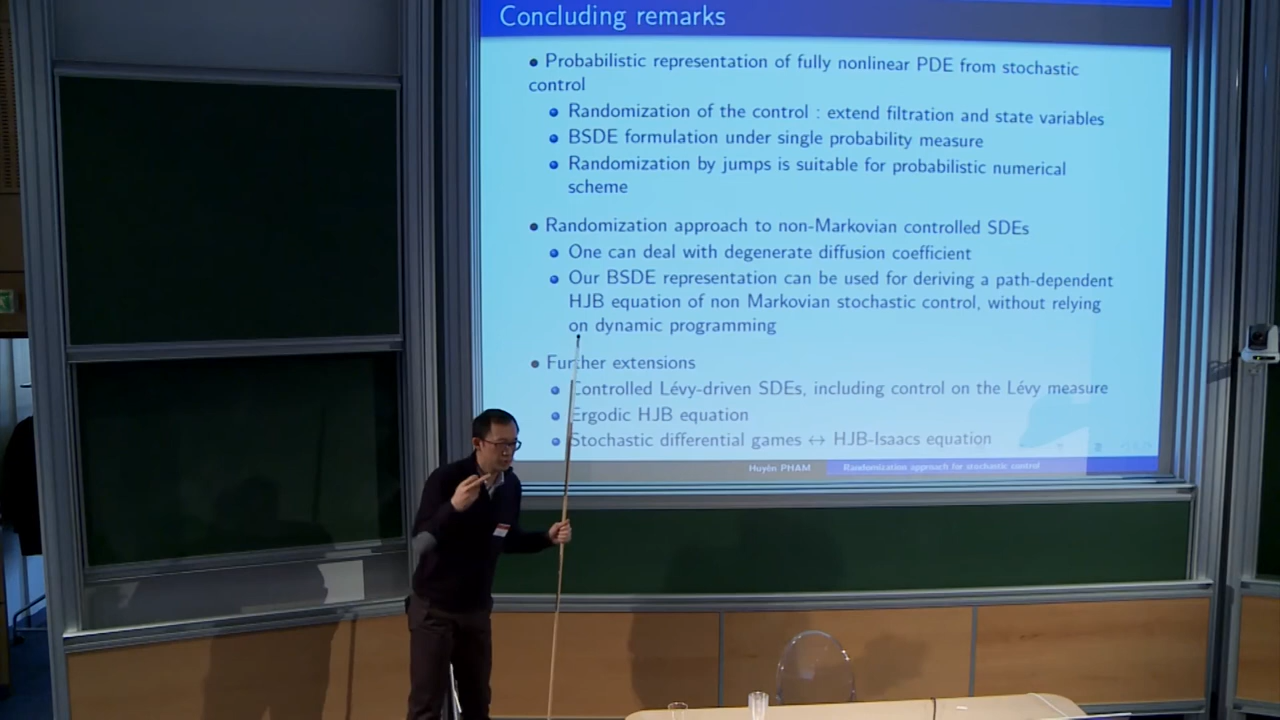 Concluding remarks
• Probabilistic representation of fully nonlinear PDE from stochastic
control
Randomization of the control : extend filtration and state variables
BSDE formulation under single probability measure
Randomization by jumps is suitable for probabilistic numerical
scheme
• Randomization approach to non-Markovian controlled SDEs
One can deal with degenerate diffusion coefficient
Our BSDE representation can be used for deriving a path-dependent
HJB equation of non Markovian stochastic control, without relying
on dynamic programming
• Further extensions
Controlled Lévy-driven SDEs, including control on the Lévy measure
Ergodic HJB equation
Stochastic differential games ↔ HJB-Isaacs equation
Huyên PHAM Randomization approach for stochastic control